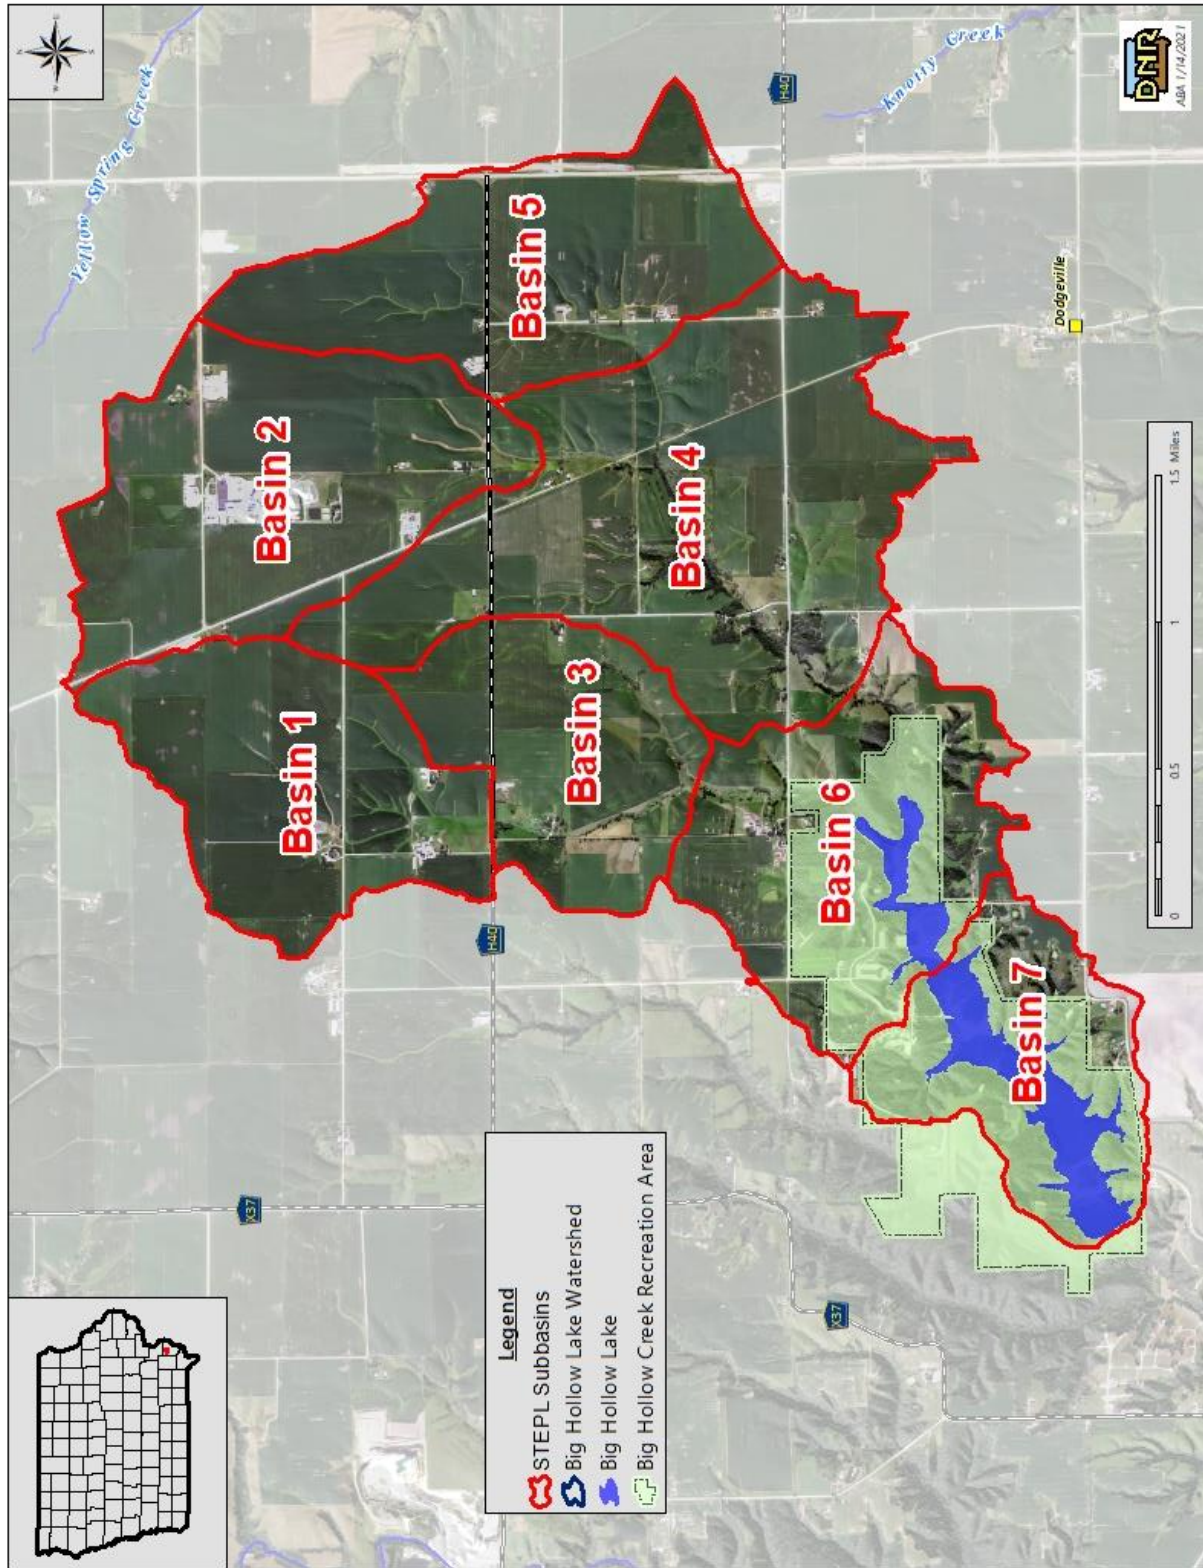 Legend
STEPL Subbasins
Big Hollow Lake Watershed
Big Hollow Lake
Big Hollow Creek Recreation Area
Basin 1
Basin 2
Basin 3
Basin 4
Basin 5
Basin 6
Basin 7
Yellow Spring Creek
Knotty Creek
Dodgeville
H40
H40
X37
X37
0 0.5 1 1.5 Miles
N
E
S
W
DNR
ABA 1/14/2021